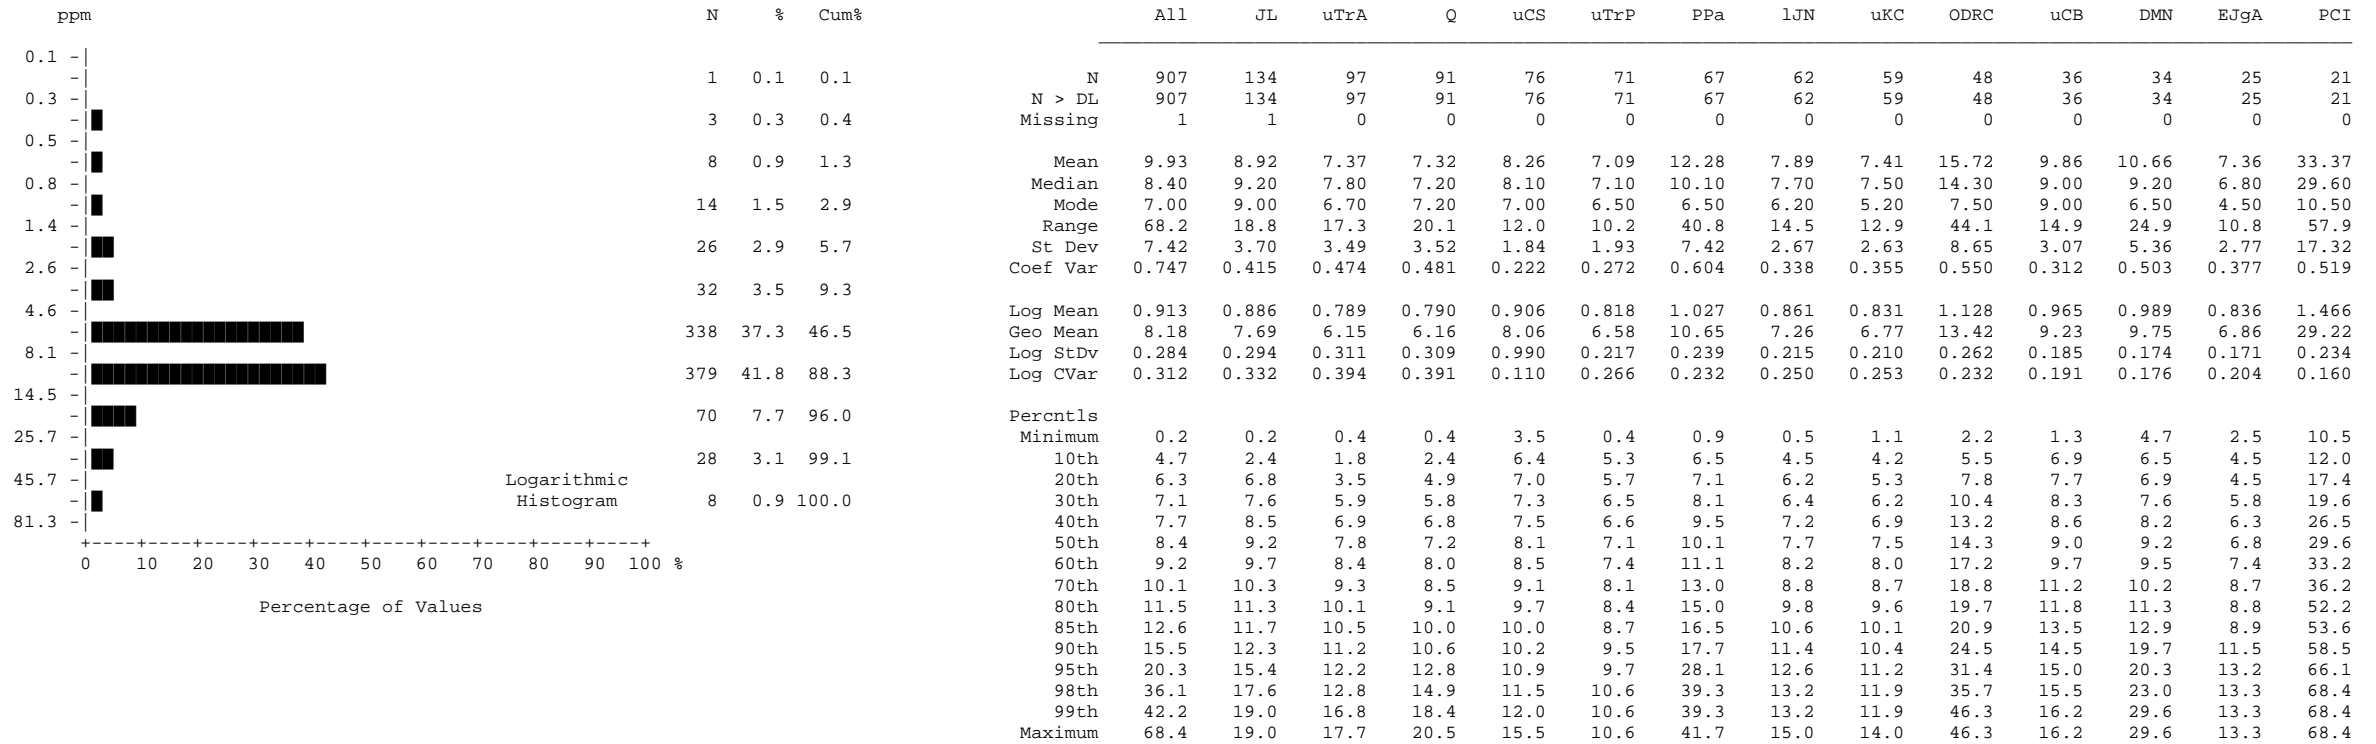 ppm N % Cum% All JL uTrA Q uCS uTrP PPa lJN uKC ODRC uCB DMN EJgA PCI
0.1 -|
-| 1 0.1 0.1 N 907 134 97 91 76 71 67 62 59 48 36 34 25 21
0.3 -| N > DL 907 134 97 91 76 71 67 62 59 48 36 34 25 21
-| 3 0.3 0.4 Missing 1 1 0 0 0 0 0 0 0 0 0 0 0 0
0.5 -|
-| 8 0.9 1.3 Mean 9.93 8.92 7.37 7.32 8.26 7.09 12.28 7.89 7.41 15.72 9.86 10.66 7.36 33.37
0.8 -| Median 8.40 9.20 7.80 7.20 8.10 7.10 10.10 7.70 7.50 14.30 9.00 9.20 6.80 29.60
-| 14 1.5 2.9 Mode 7.00 9.00 6.70 7.20 7.00 6.50 6.50 6.20 5.20 7.50 9.00 6.50 4.50 10.50
1.4 -| Range 68.2 18.8 17.3 20.1 12.0 10.2 40.8 14.5 12.9 44.1 14.9 24.9 10.8 57.9
-| 26 2.9 5.7 St Dev 7.42 3.70 3.49 3.52 1.84 1.93 7.42 2.67 2.63 8.65 3.07 5.36 2.77 17.32
2.6 -| Coef Var 0.747 0.415 0.474 0.481 0.222 0.272 0.604 0.338 0.355 0.550 0.312 0.503 0.377 0.519
-| 32 3.5 9.3
4.6 -| Log Mean 0.913 0.886 0.789 0.790 0.906 0.818 1.027 0.861 0.831 1.128 0.965 0.989 0.836 1.466
-| 338 37.3 46.5 Geo Mean 8.18 7.69 6.15 6.16 8.06 6.58 10.65 7.26 6.77 13.42 9.23 9.75 6.86 29.22
8.1 -| Log StDv 0.284 0.294 0.311 0.309 0.990 0.217 0.239 0.215 0.210 0.262 0.185 0.174 0.171 0.234
-| 379 41.8 88.3 Log CVar 0.312 0.332 0.394 0.391 0.110 0.266 0.232 0.250 0.253 0.232 0.191 0.176 0.204 0.160
14.5 -|
-| 70 7.7 96.0 Percntls
25.7 -| Minimum 0.2 0.2 0.4 0.4 3.5 0.4 0.9 0.5 1.1 2.2 1.3 4.7 2.5 10.5
-| 28 3.1 99.1 10th 4.7 2.4 1.8 2.4 6.4 5.3 6.5 4.5 4.2 5.5 6.9 6.5 4.5 12.0
45.7 -| Logarithmic 20th 6.3 6.8 3.5 4.9 7.0 5.7 7.1 6.2 5.3 7.8 7.7 6.9 4.5 17.4
-| Histogram 8 0.9 100.0 30th 7.1 7.6 5.9 5.8 7.3 6.5 8.1 6.4 6.2 10.4 8.3 7.6 5.8 19.6
81.3 -| 40th 7.7 8.5 6.9 6.8 7.5 6.6 9.5 7.2 6.9 13.2 8.6 8.2 6.3 26.5
+----+----+----+----+----+----+----+----+----+----+ 50th 8.4 9.2 7.8 7.2 8.1 7.1 10.1 7.7 7.5 14.3 9.0 9.2 6.8 29.6
0 10 20 30 40 50 60 70 80 90 100 % 60th 9.2 9.7 8.4 8.0 8.5 7.4 11.1 8.2 8.0 17.2 9.7 9.5 7.4 33.2
70th 10.1 10.3 9.3 8.5 9.1 8.1 13.0 8.8 8.7 18.8 11.2 10.2 8.7 36.2
Percentage of Values 80th 11.5 11.3 10.1 9.1 9.7 8.4 15.0 9.8 9.6 19.7 11.8 11.3 8.8 52.2
85th 12.6 11.7 10.5 10.0 10.0 8.7 16.5 10.6 10.1 20.9 13.5 12.9 8.9 53.6
90th 15.5 12.3 11.2 10.6 10.2 9.5 17.7 11.4 10.4 24.5 14.5 19.7 11.5 58.5
95th 20.3 15.4 12.2 12.8 10.9 9.7 28.1 12.6 11.2 31.4 15.0 20.3 13.2 66.1
98th 36.1 17.6 12.8 14.9 11.5 10.6 39.3 13.2 11.9 35.7 15.5 23.0 13.3 68.4
99th 42.2 19.0 16.8 18.4 12.0 10.6 39.3 13.2 11.9 46.3 16.2 29.6 13.3 68.4
Maximum 68.4 19.0 17.7 20.5 15.5 10.6 41.7 15.0 14.0 46.3 16.2 29.6 13.3 68.4